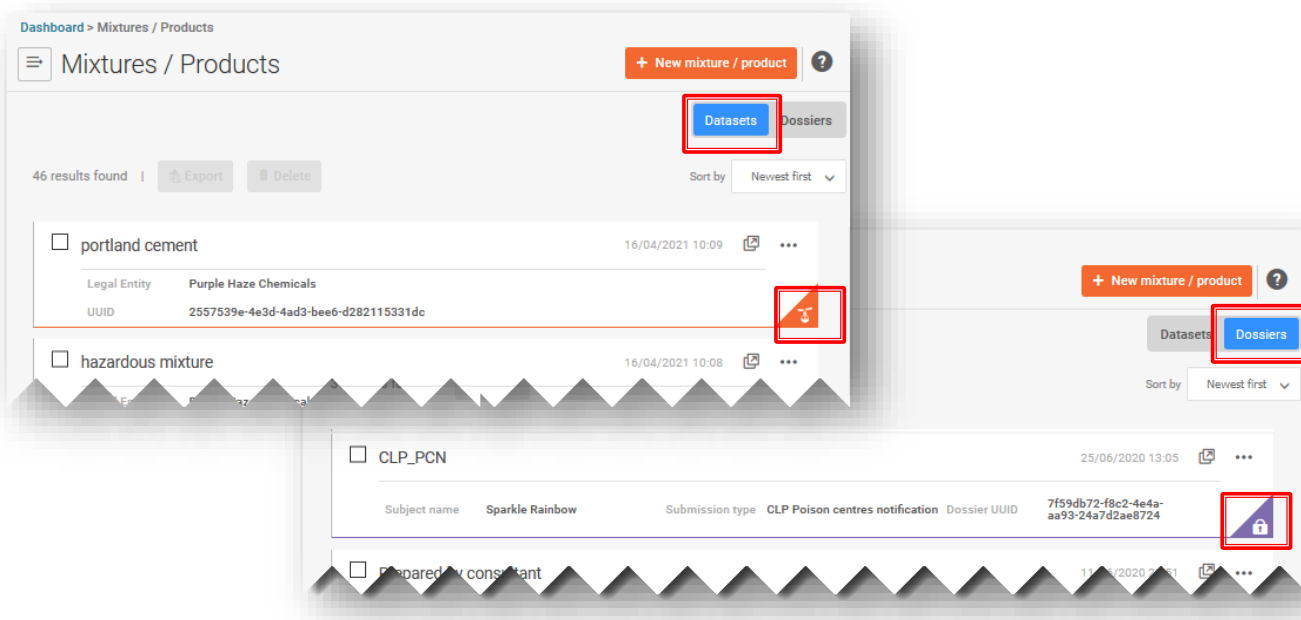 Dashboard > Mixtures / Products
Mixtures / Products
+ New mixture / product
?
Datasets
Dossiers
46 results found |
Export
Delete
Sort by
Newest first
portland cement
16/04/2021 10:09
Legal Entity
Purple Haze Chemicals
UUID
2557539e-4e3d-4ad3-bee6-d282115331dc
hazardous mixture
16/04/2021 10:08
+ New mixture / product
?
Datasets
Dossiers
Sort by
Newest first
CLP_PCN
25/06/2020 13:05
Subject name
Sparkle Rainbow
Submission type
CLP Poison centres notification
Dossier UUID
7f59db72-f8c2-4e4a-
aa93-24a7d2ae8724
Prepared by consultant